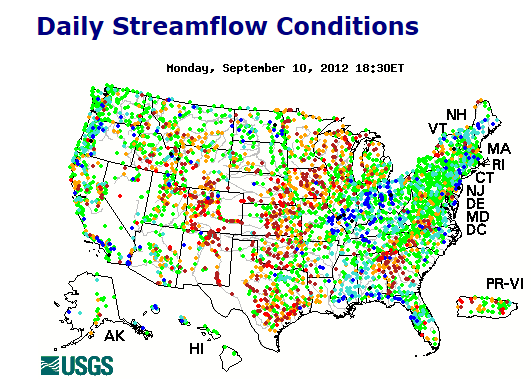 Daily Streamflow Conditions
Monday, September 10, 2012 18:30ET
NH
VT
MA
RI
CT
NJ
DE
MD
DC
PR-VI
AK
HI
USGS